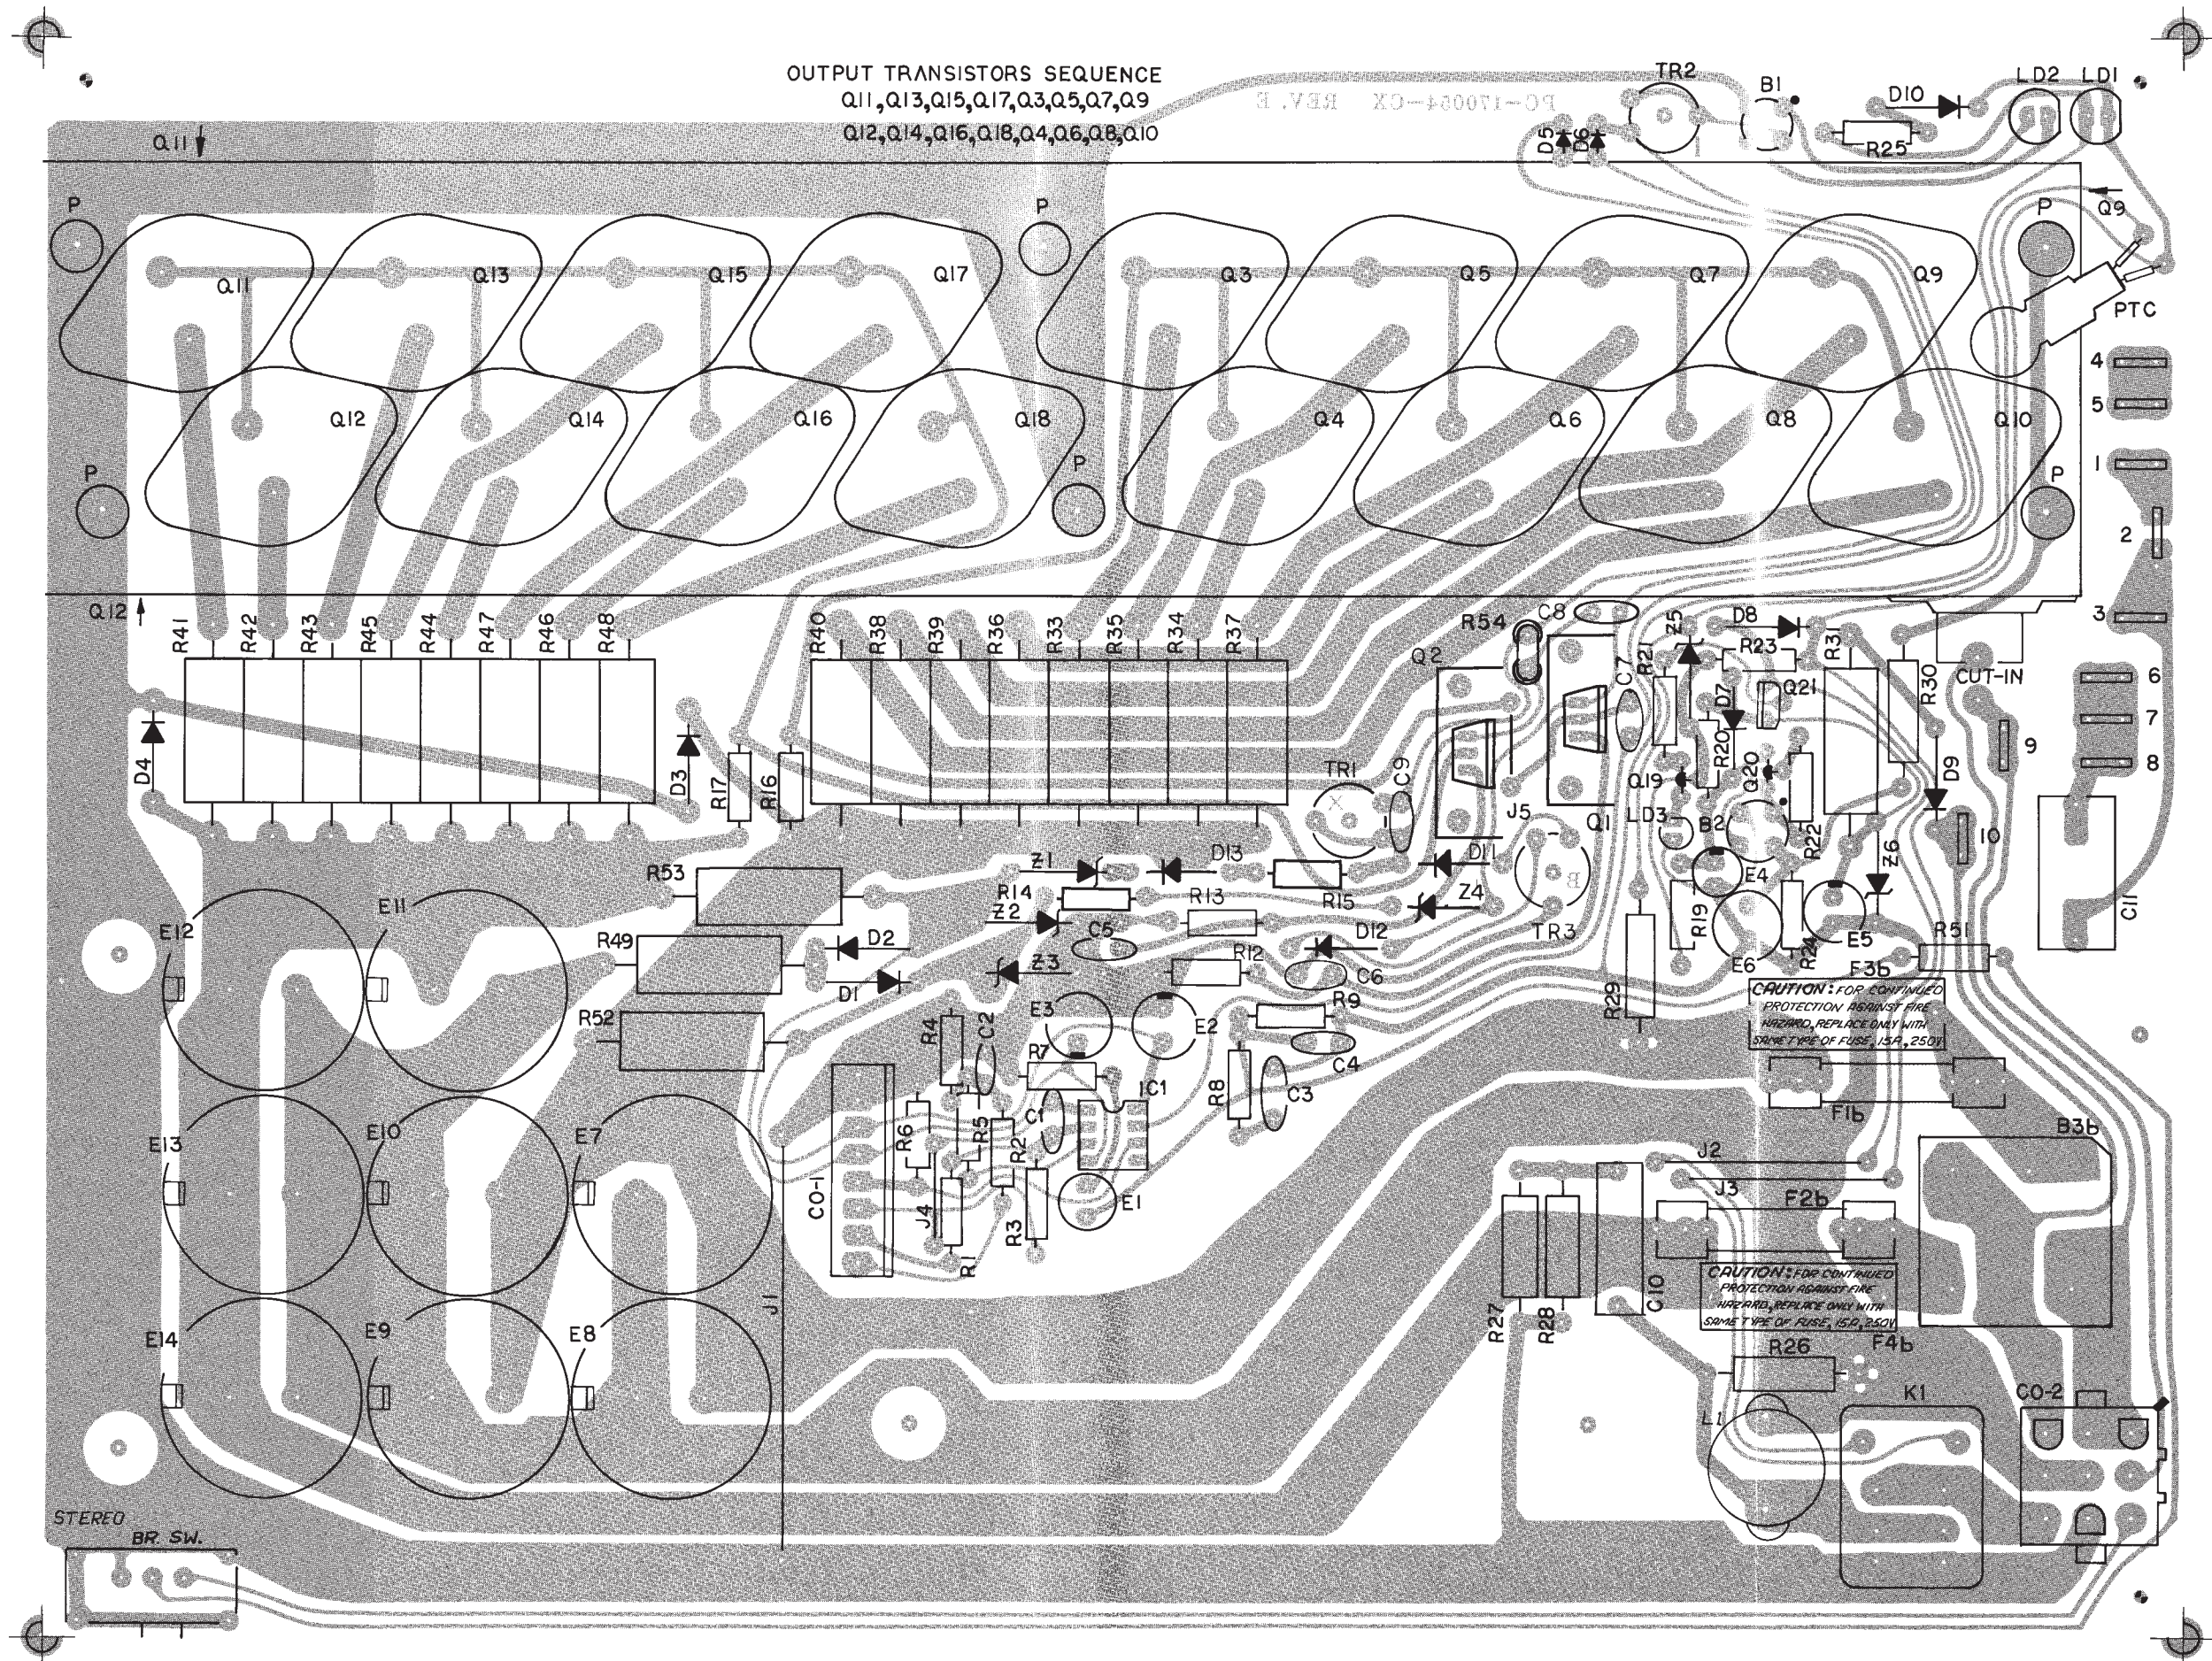 OUTPUT TRANSISTORS SEQUENCE
Q11,Q13,Q15,Q17,Q3,Q5,Q7,Q9
Q12,Q14,Q16,Q18,Q4,Q6,Q8,Q10
PC-170054-CX REV. E
TR2
B1
D10
LD2
LD1
D5
D6
R25
Q11
Q9
P
P
P
Q11
Q13
Q15
Q17
Q3
Q5
Q7
Q9
PTC
4
5
Q12
Q14
Q16
Q18
Q4
Q6
Q8
Q10
P
P
P
1
2
3
Q12
R41
R42
R43
R45
R44
R47
R46
R48
R40
R38
R39
R36
R33
R35
R34
R37
R54
C8
Z5
D8
R31
Q2
R21
R23
C7
D7
Q21
R30
CUT-IN
6
7
8
9
10
D4
D3
R17
R16
TR1
X
C9
J5
Q1
Q19
R20
Q20
D9
LD3
B2
R22
Z6
R53
Z1
D13
D11
R14
R13
R15
Z4
B
TR3
E4
R19
C11
Z2
C5
D12
E12
E11
R49
D2
D1
Z3
R12
C6
R29
E6
R24
E5
R51
F3b
CAUTION: FOR CONTINUED
PROTECTION AGAINST FIRE
HAZARD, REPLACE ONLY WITH
SAME TYPE OF FUSE, 15A, 250V
R52
R4
C2
E3
E2
R9
C4
R7
IC1
R8
C3
F1b
B3b
E13
E10
E7
R6
R5
R2
C1
J2
J3
F2b
CO-1
J4
R3
E1
R1
CAUTION: FOR CONTINUED
PROTECTION AGAINST FIRE
HAZARD, REPLACE ONLY WITH
SAME TYPE OF FUSE, 15A, 250V
J1
R27
R28
C10
E14
E9
E8
R26
F4b
L1
K1
CO-2
STEREO
BR. SW.